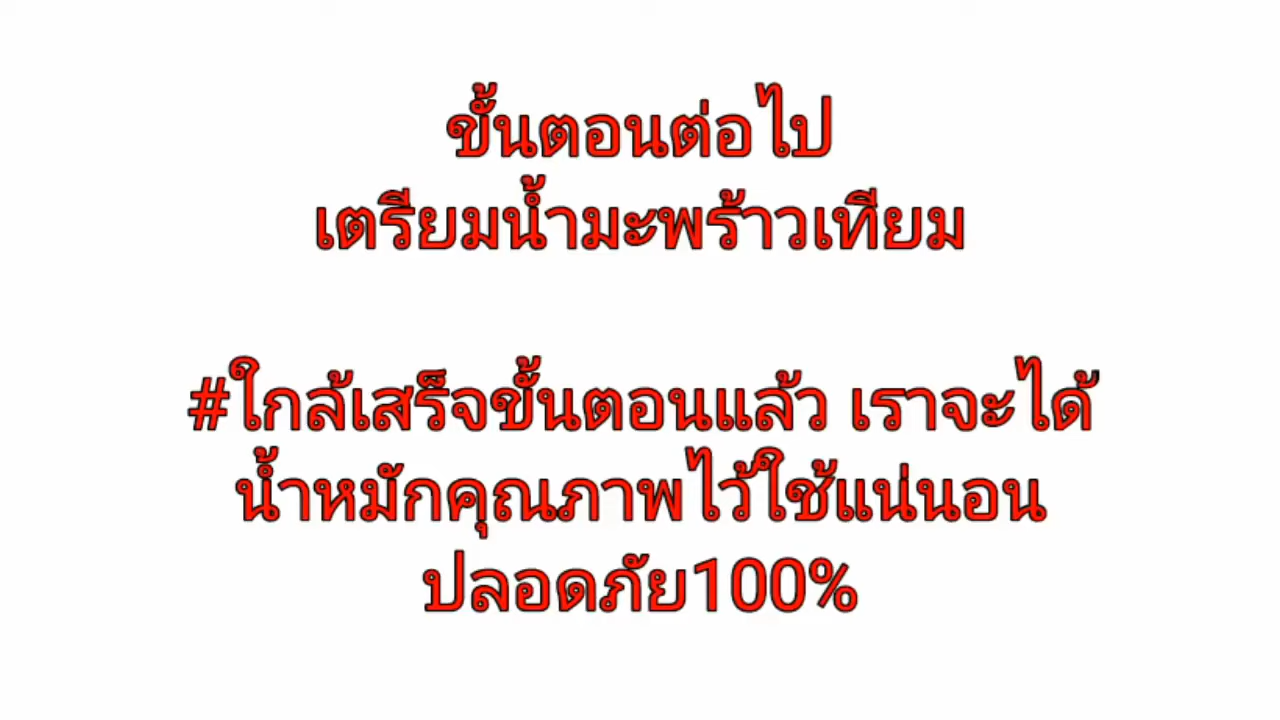 ขั้นตอนต่อไป
เตรียมน้ำมะพร้าวเทียม
#ใกล้เสร็จขั้นตอนแล้ว เราจะได้
น้ำหมักคุณภาพไว้ใช้แน่นอน
ปลอดภัย100%